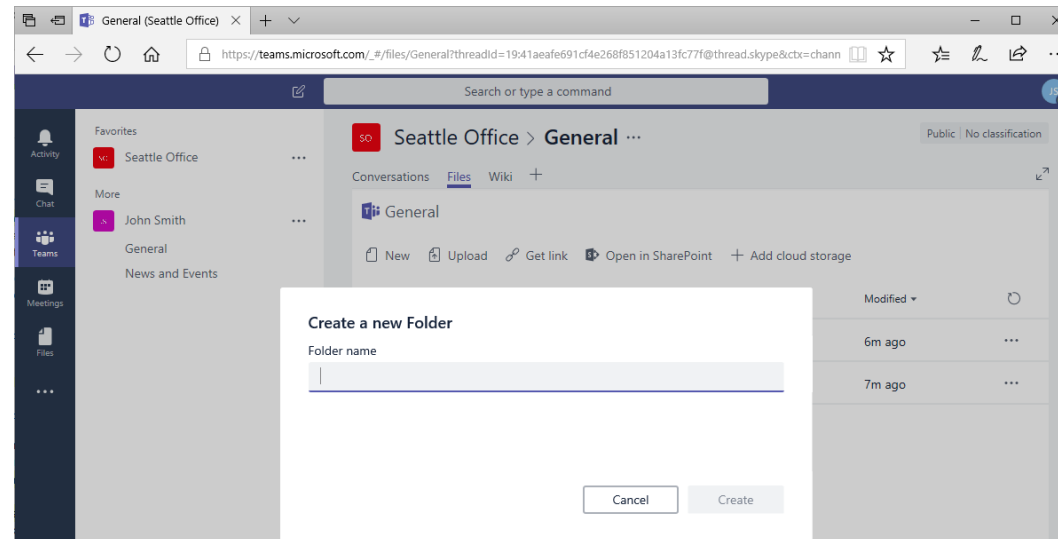 General (Seattle Office)
https://teams.microsoft.com/_#/files/General?threadId=19:41aeafe691cf4e268f851204a13fc77f@thread.skype&ctx=chann
Search or type a command
JS
Activity
Chat
Teams
Meetings
Files
Favorites
SO Seattle Office
More
JS John Smith
General
News and Events
SO Seattle Office > General
Public No classification
Conversations Files Wiki
General
New Upload Get link Open in SharePoint Add cloud storage
Modified
6m ago
7m ago
Create a new Folder
Folder name
Cancel Create